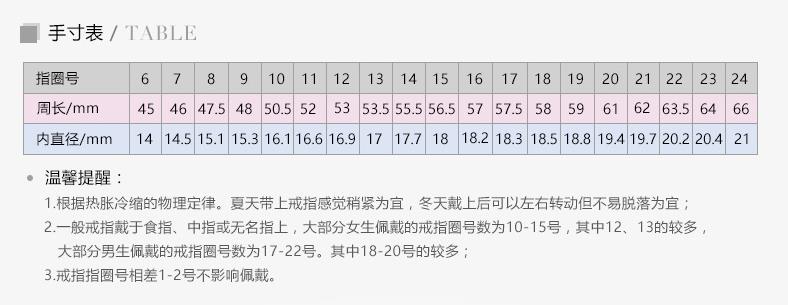 手寸表 / TABLE
指圈号 6 7 8 9 10 11 12 13 14 15 16 17 18 19 20 21 22 23 24
周长/mm 45 46 47.5 48 50.5 52 53 53.5 55.5 56.5 57 57.5 58 59 61 62 63.5 64 66
内直径/mm 14 14.5 15.1 15.3 16.1 16.6 16.9 17 17.7 18 18.2 18.3 18.5 18.8 19.4 19.7 20.2 20.4 21
温馨提醒：
1.根据热胀冷缩的物理定律。夏天带上戒指感觉稍紧为宜，冬天戴上后可以左右转动但不易脱落为宜；
2.一般戒指戴于食指、中指或无名指上，大部分女生佩戴的戒指圈号数为10-15号，其中12、13的较多，
大部分男生佩戴的戒指圈号数为17-22号。其中18-20号的较多；
3.戒指指圈号相差1-2号不影响佩戴。